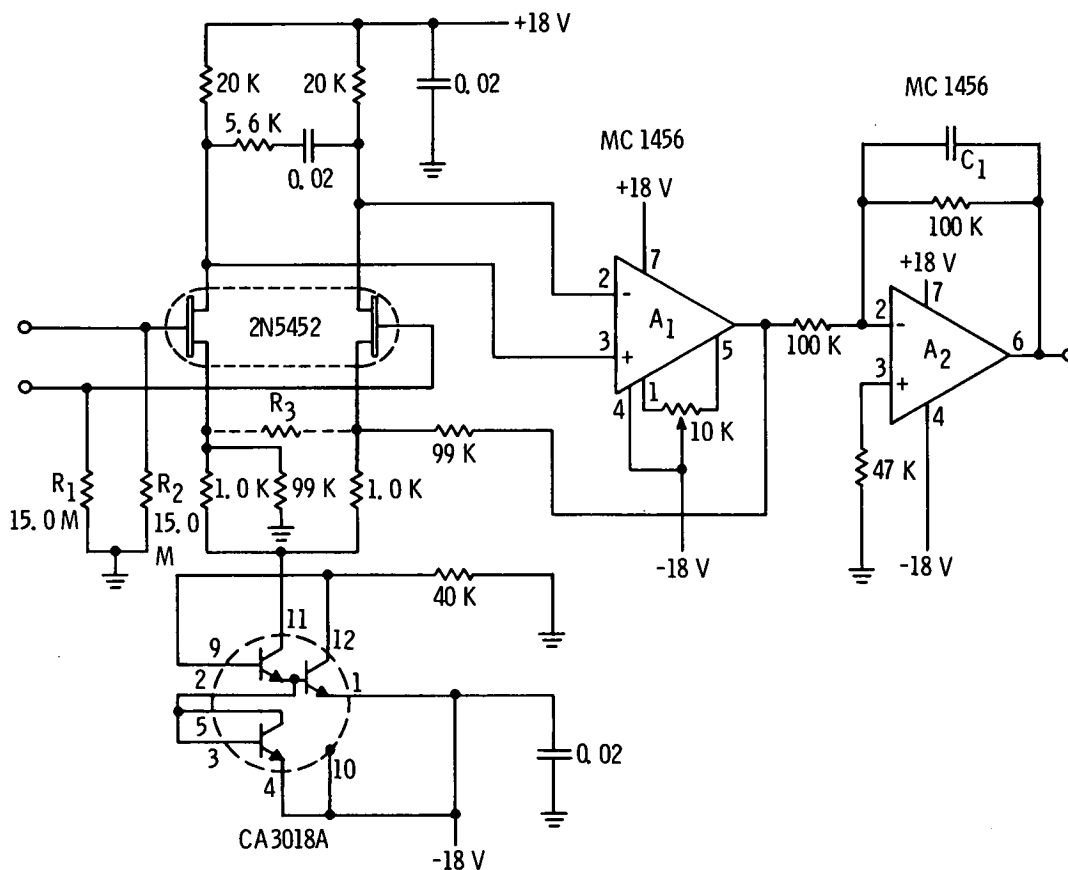 +18 V
20 K
20 K
0.02
5.6 K
0.02
MC 1456
MC 1456
+18 V
C1
100 K
+18 V
7
2
-
A1
3
+
5
1
4
10 K
-18 V
100 K
7
2
-
A2
6
3
+
4
47 K
-18 V
2N5452
R3
99 K
R1
15.0 M
R2
15.0
M
1.0 K
99 K
1.0 K
40 K
11
12
9
2
1
5
3
4
10
0.02
CA3018A
-18 V